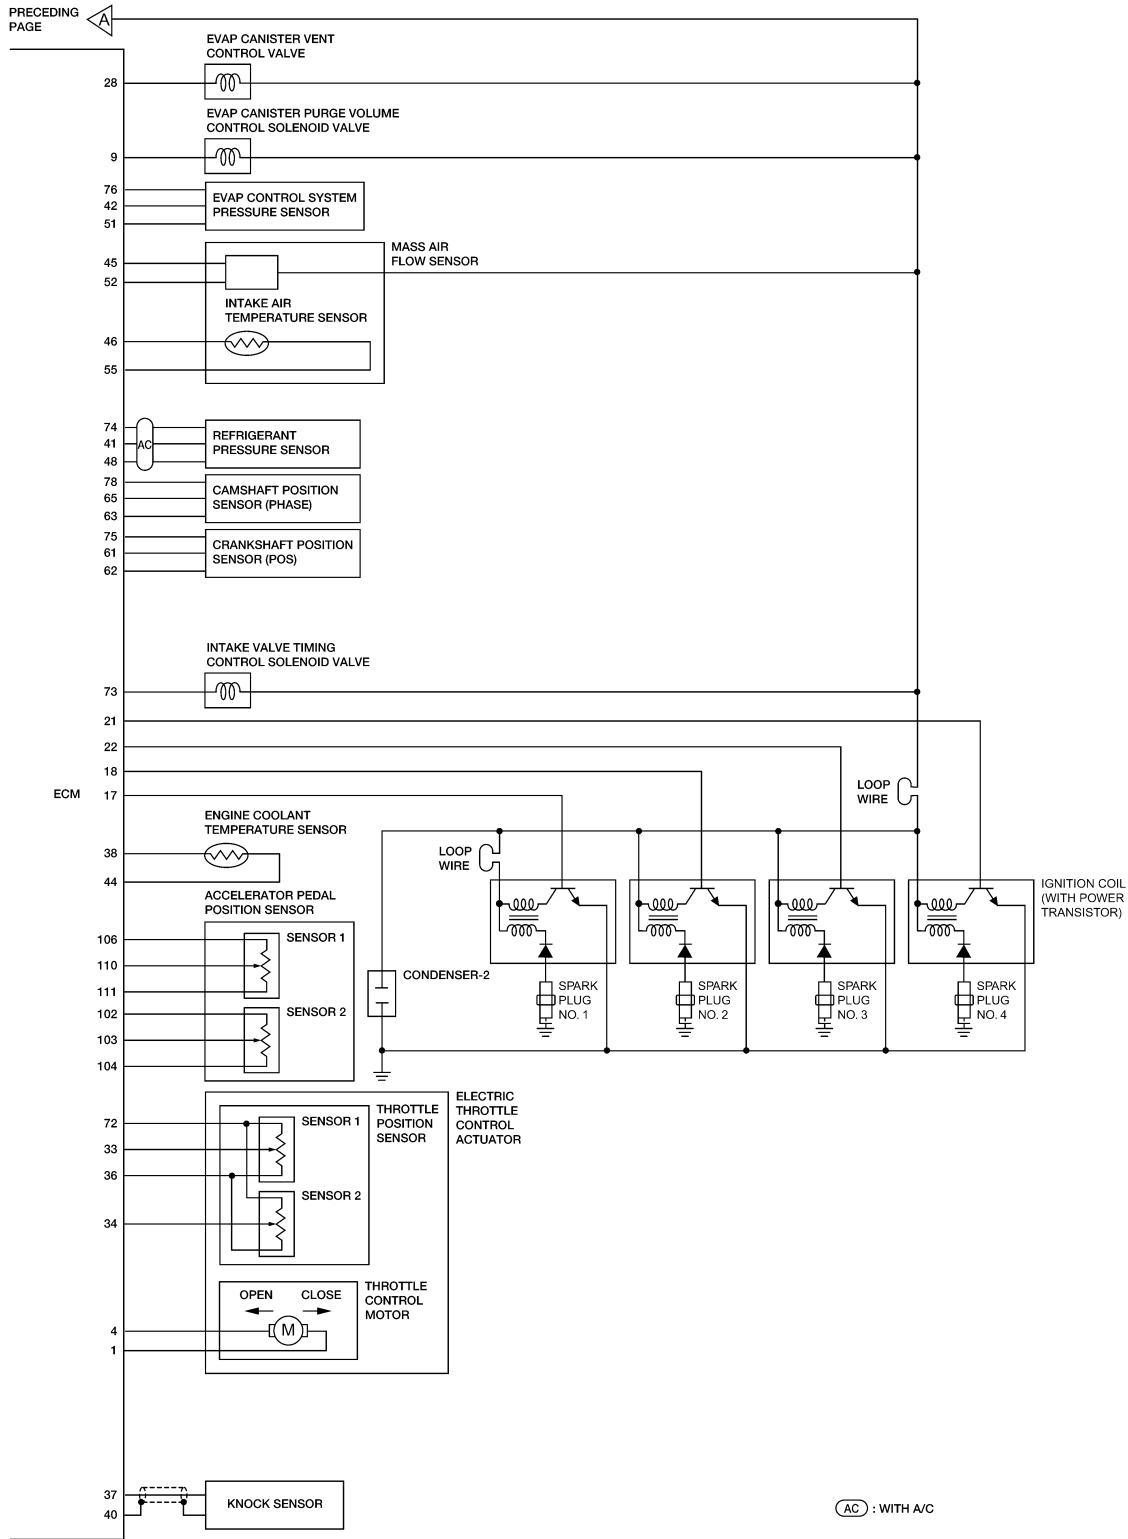 PRECEDING
PAGE
A
EVAP CANISTER VENT
CONTROL VALVE
28
EVAP CANISTER PURGE VOLUME
CONTROL SOLENOID VALVE
9
76
42
51
EVAP CONTROL SYSTEM
PRESSURE SENSOR
MASS AIR
FLOW SENSOR
45
52
INTAKE AIR
TEMPERATURE SENSOR
46
55
74
41
48
AC
REFRIGERANT
PRESSURE SENSOR
78
65
63
CAMSHAFT POSITION
SENSOR (PHASE)
75
61
62
CRANKSHAFT POSITION
SENSOR (POS)
INTAKE VALVE TIMING
CONTROL SOLENOID VALVE
73
21
22
18
ECM
17
LOOP
WIRE
ENGINE COOLANT
TEMPERATURE SENSOR
38
44
LOOP
WIRE
IGNITION COIL
(WITH POWER
TRANSISTOR)
ACCELERATOR PEDAL
POSITION SENSOR
106
110
111
SENSOR 1
102
103
104
SENSOR 2
CONDENSER-2
SPARK
PLUG
NO. 1
SPARK
PLUG
NO. 2
SPARK
PLUG
NO. 3
SPARK
PLUG
NO. 4
ELECTRIC
THROTTLE
CONTROL
ACTUATOR
THROTTLE
POSITION
SENSOR
72
33
36
SENSOR 1
34
SENSOR 2
THROTTLE
CONTROL
MOTOR
OPEN CLOSE
M
4
1
37
40
KNOCK SENSOR
AC : WITH A/C